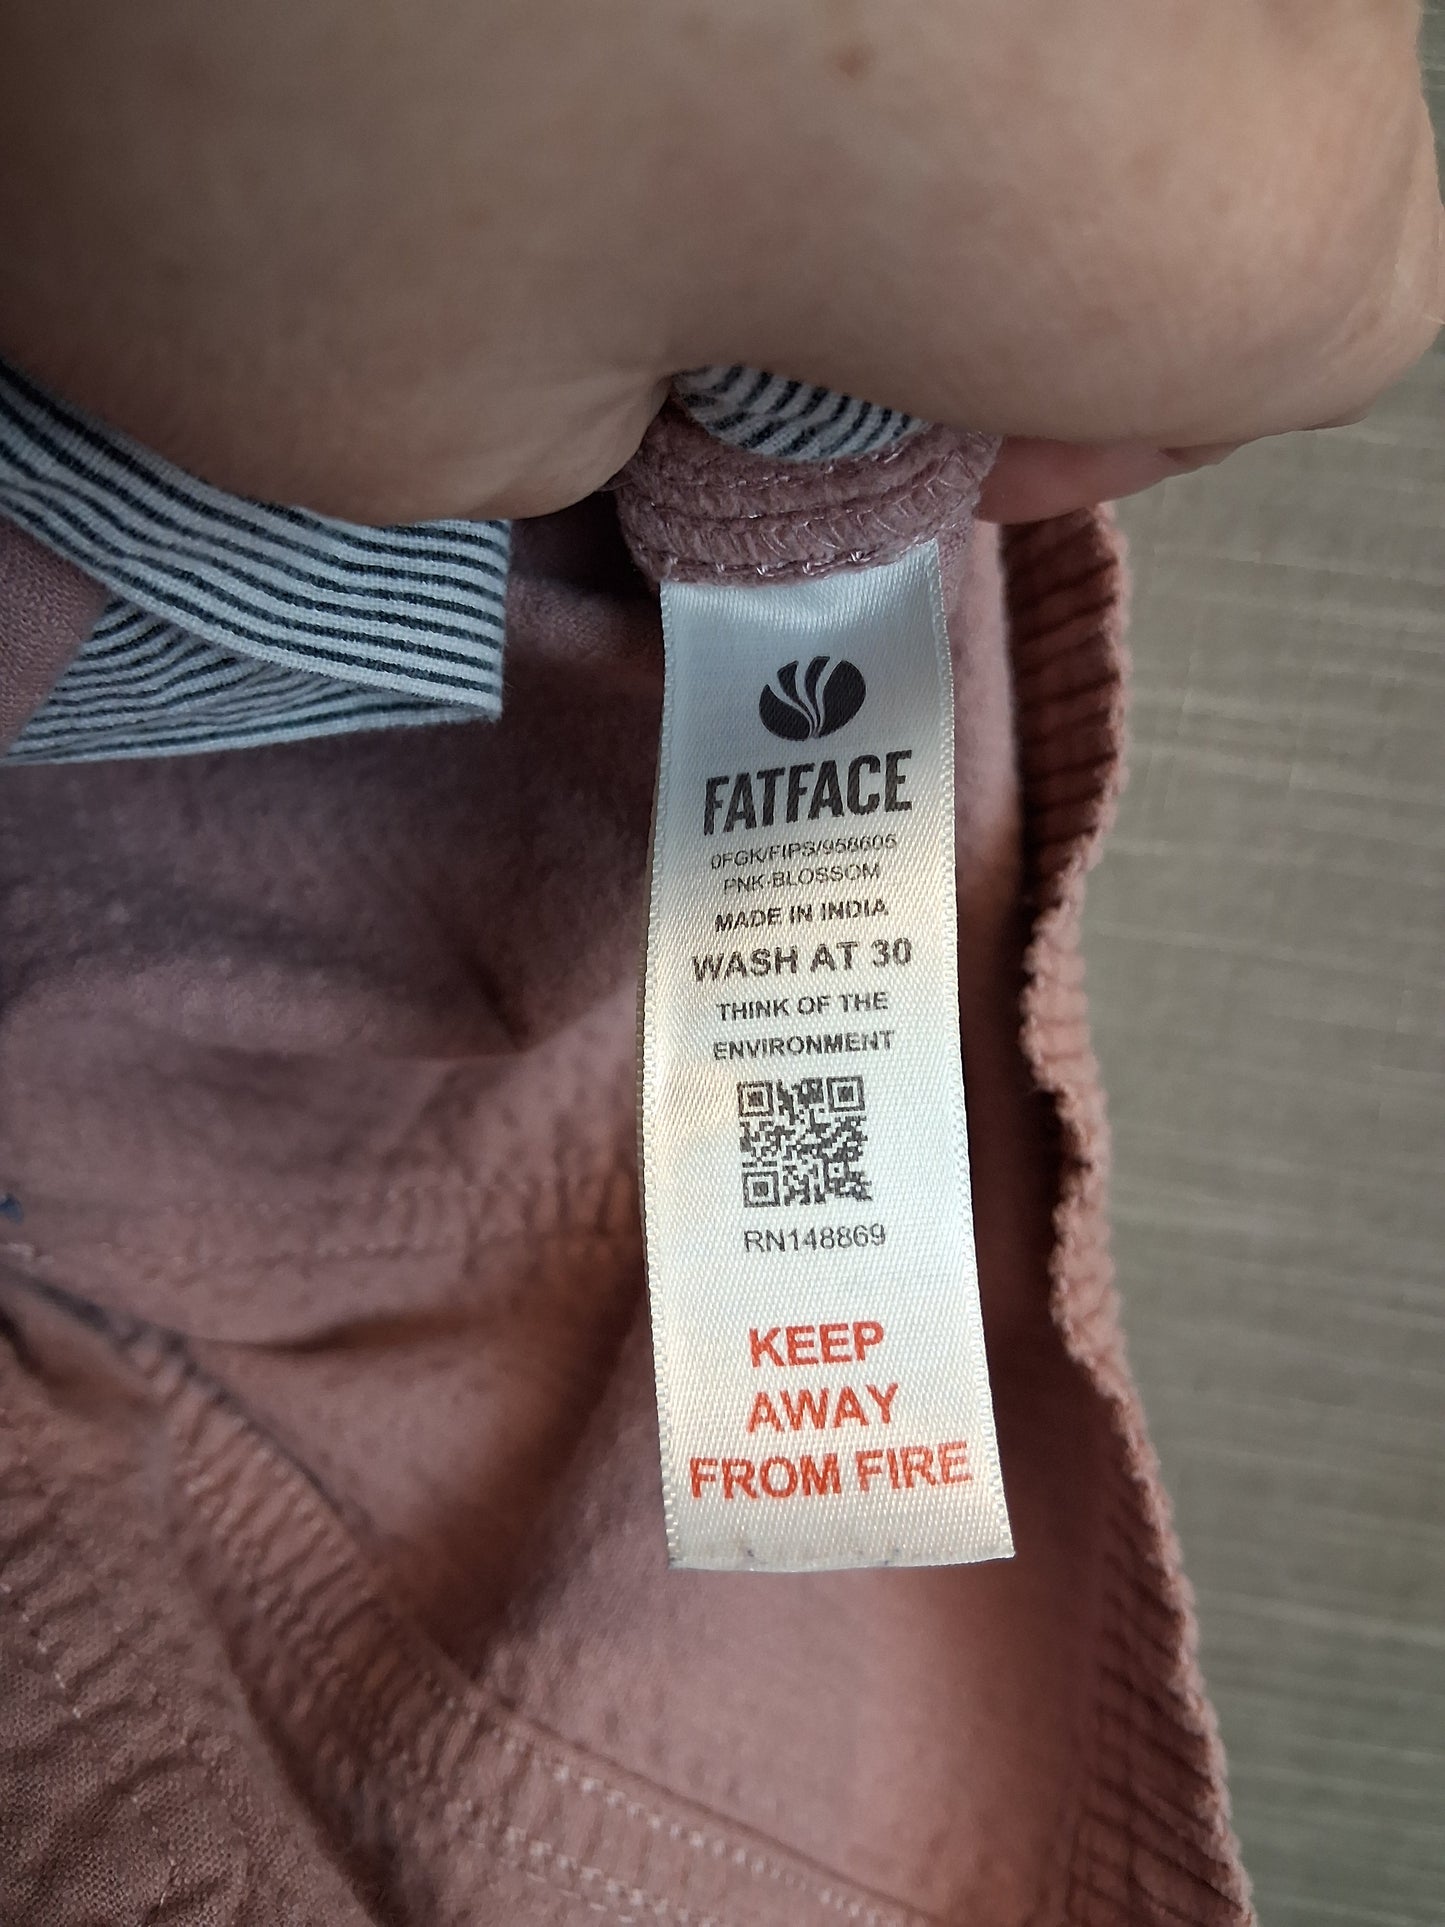 FATFACE
0FGK/FIPS/958605
PNK-BLOSSOM
MADE IN INDIA
WASH AT 30
THINK OF THE
ENVIRONMENT
RN148869
KEEP
AWAY
FROM FIRE